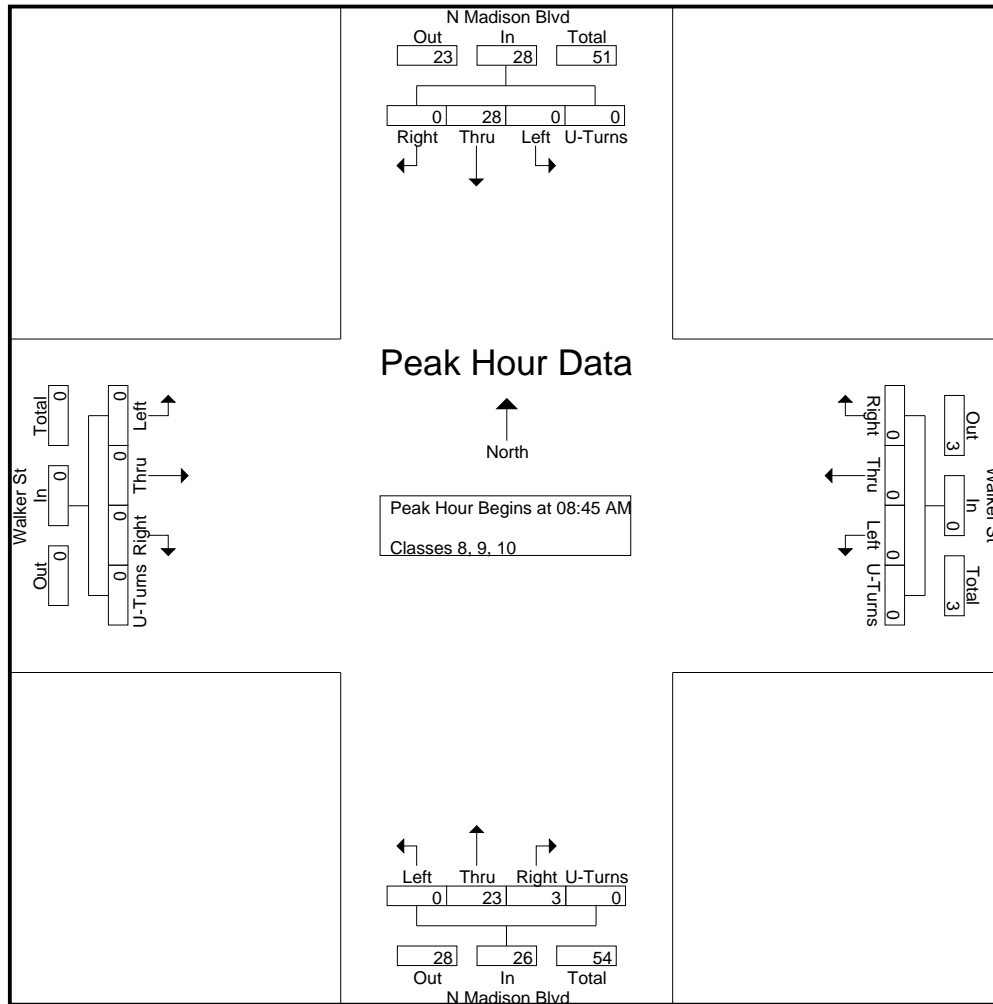 N Madison Blvd
Out In Total
23 28 51
0 28 0 0
Right Thru Left U-Turns
Peak Hour Data
North
Peak Hour Begins at 08:45 AM
Classes 8, 9, 10
Walker St
Total In Out
0 0 0
0 0 0 0
Left Thru Right U-Turns
Walker St
Out In Total
3 0 3
0 0 0 0
Right Thru Left U-Turns
Left Thru Right U-Turns
0 23 3 0
28 26 54
Out In Total
N Madison Blvd